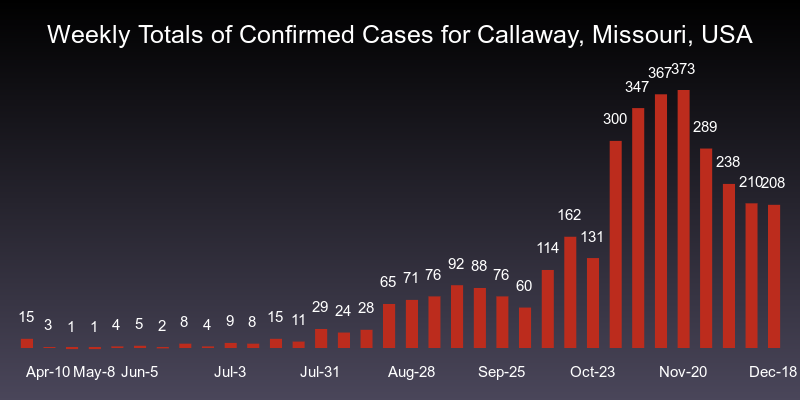 Weekly Totals of Confirmed Cases for Callaway, Missouri, USA
15 3 1 1 4 5 2 8 4 9 8 15 11 29 24 28 65 71 76 92 88 76 60 114 162 131 300 347 367 373 289 238 210 208
Apr-10 May-8 Jun-5 Jul-3 Jul-31 Aug-28 Sep-25 Oct-23 Nov-20 Dec-18